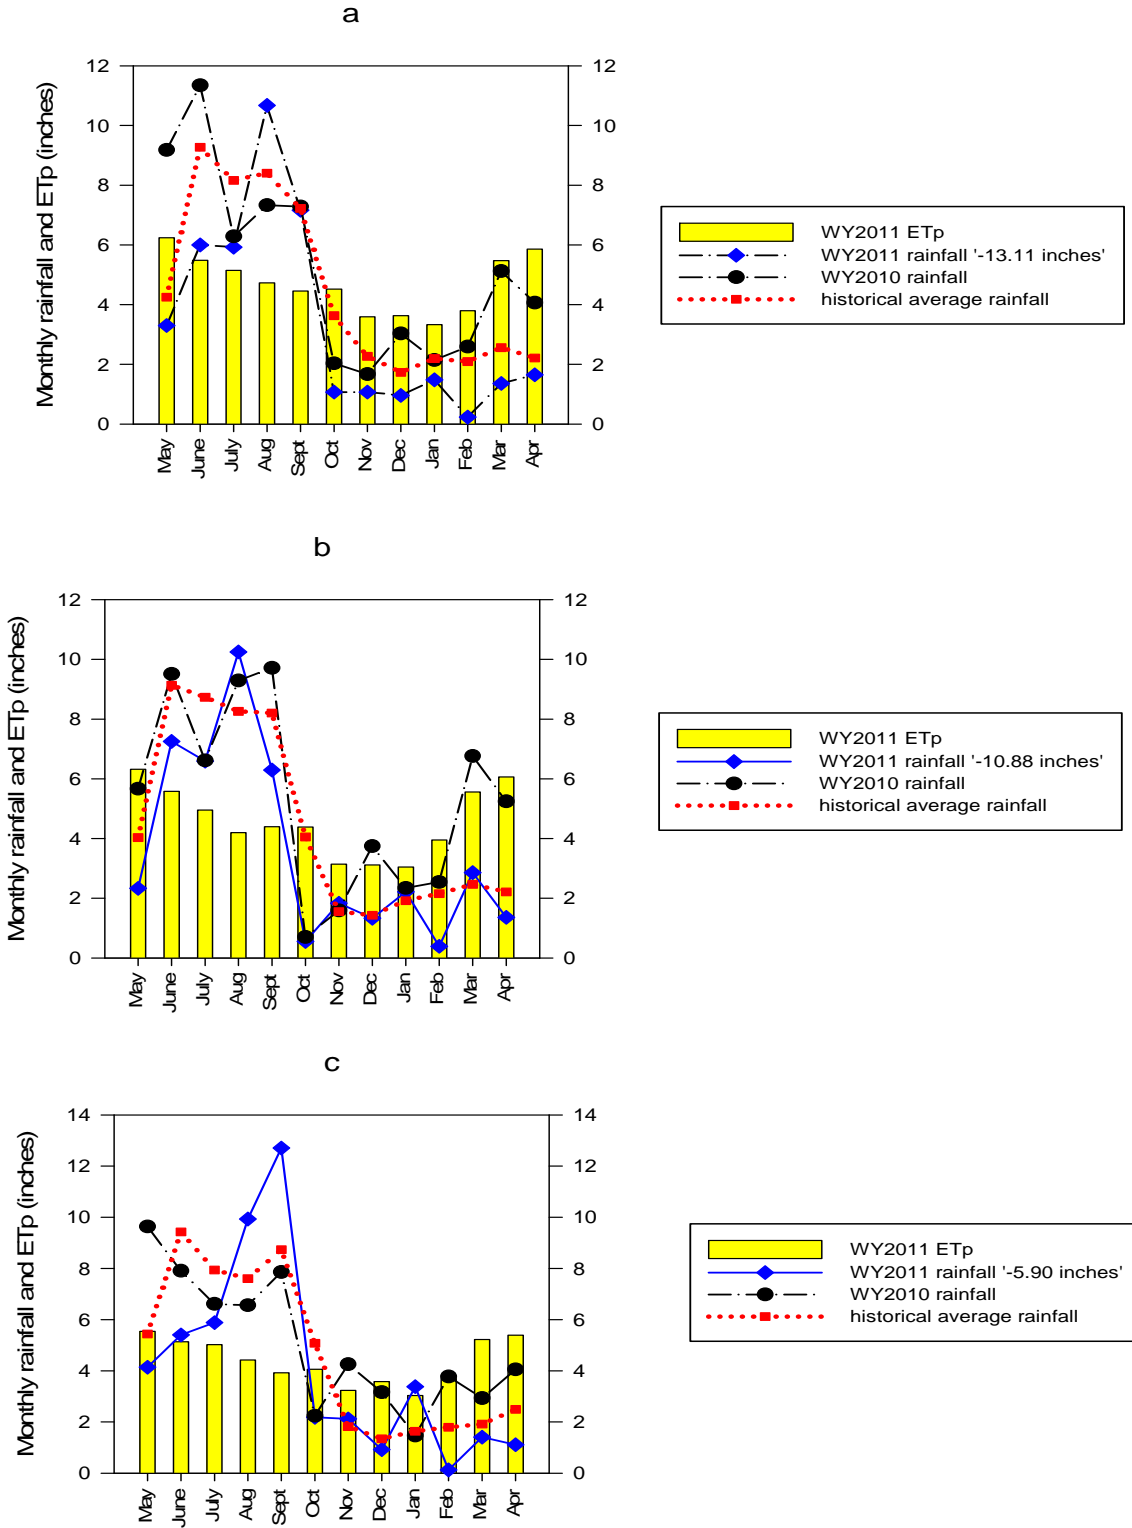 a
Monthly rainfall and ETp (inches)
12 12
10 10
8 8
6 6
4 4
2 2
0 0
May June July Aug Sept Oct Nov Dec Jan Feb Mar Apr
WY2011 ETp
WY2011 rainfall '-13.11 inches'
WY2010 rainfall
historical average rainfall
b
Monthly rainfall and ETp (inches)
12 12
10 10
8 8
6 6
4 4
2 2
0 0
May June July Aug Sept Oct Nov Dec Jan Feb Mar Apr
WY2011 ETp
WY2011 rainfall '-10.88 inches'
WY2010 rainfall
historical average rainfall
c
Monthly rainfall and ETp (inches)
14 14
12 12
10 10
8 8
6 6
4 4
2 2
0 0
May June July Aug Sept Oct Nov Dec Jan Feb Mar Apr
WY2011 ETp
WY2011 rainfall '-5.90 inches'
WY2010 rainfall
historical average rainfall